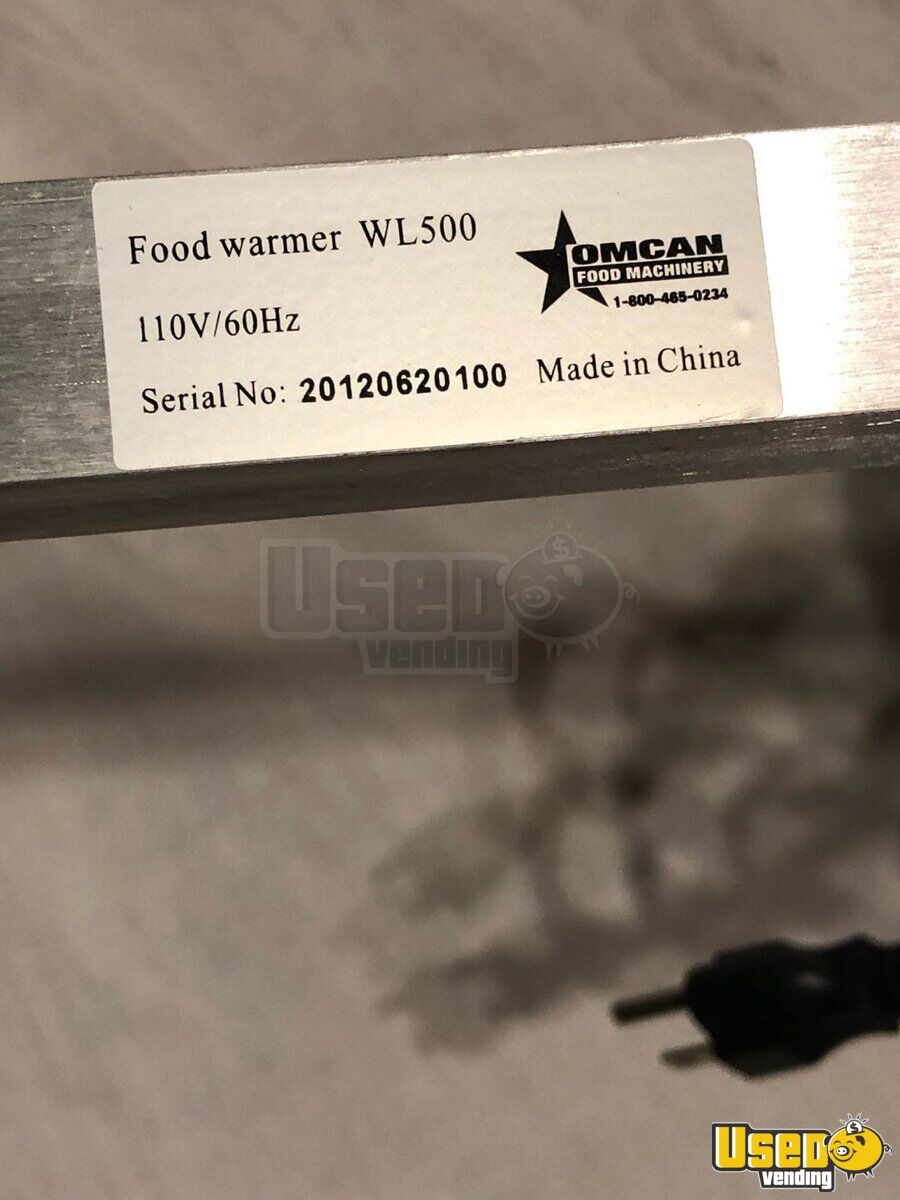 Food warmer WL500
OMCAN
FOOD MACHINERY
1-800-465-0234
110V/60Hz
Serial No: 20120620100 Made in China
USED
vending
USED
vending